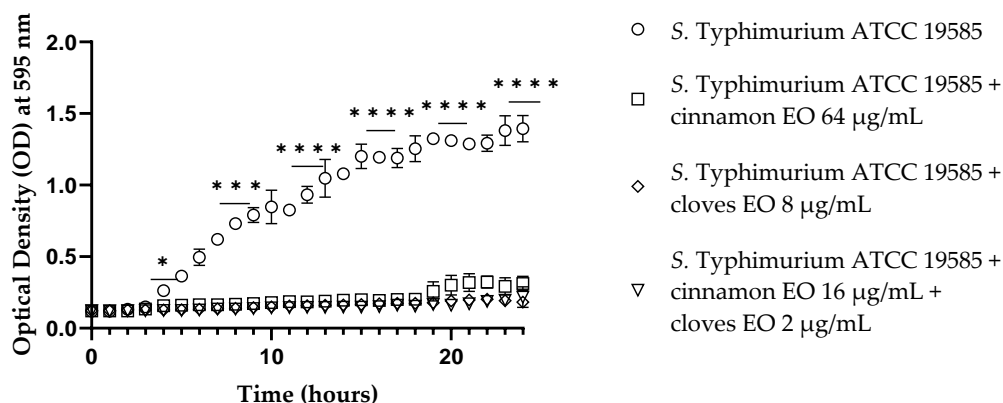 Optical Density (OD) at 595 nm
2.0
1.5
1.0
0.5
0.0
0
10
20
Time (hours)
*
* * *
* * * *
* * * *
* * * *
* * * *
S. Typhimurium ATCC 19585
S. Typhimurium ATCC 19585 +
cinnamon EO 64 µg/mL
S. Typhimurium ATCC 19585 +
cloves EO 8 µg/mL
S. Typhimurium ATCC 19585 +
cinnamon EO 16 µg/mL +
cloves EO 2 µg/mL